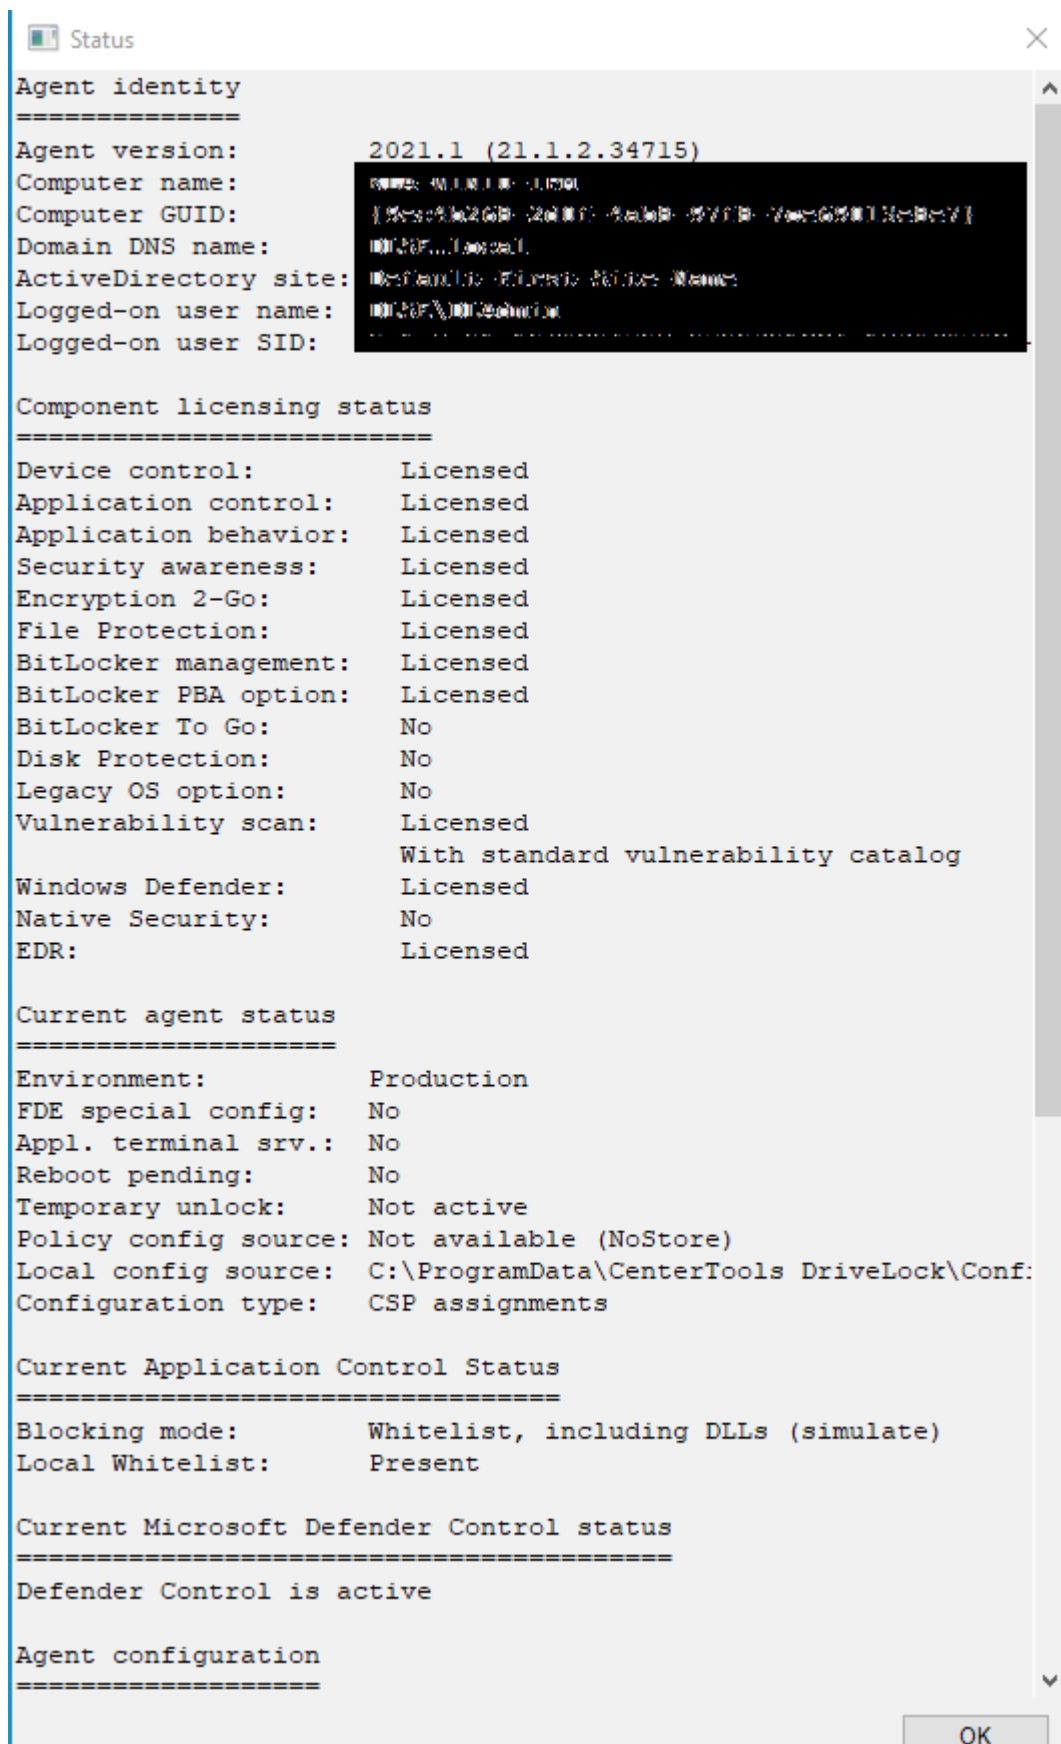 Status
Agent identity
==============
Agent version: 2021.1 (21.1.2.34715)
Computer name:
Computer GUID:
Domain DNS name:
ActiveDirectory site: Default-First-Site-Name
Logged-on user name:
Logged-on user SID:
Component licensing status
==========================
Device control: Licensed
Application control: Licensed
Application behavior: Licensed
Security awareness: Licensed
Encryption 2-Go: Licensed
File Protection: Licensed
BitLocker management: Licensed
BitLocker PBA option: Licensed
BitLocker To Go: No
Disk Protection: No
Legacy OS option: No
Vulnerability scan: Licensed
With standard vulnerability catalog
Windows Defender: Licensed
Native Security: No
EDR: Licensed
Current agent status
====================
Environment: Production
FDE special config: No
Appl. terminal srv.: No
Reboot pending: No
Temporary unlock: Not active
Policy config source: Not available (NoStore)
Local config source: C:\ProgramData\CenterTools DriveLock\Conf
Configuration type: CSP assignments
Current Application Control Status
==================================
Blocking mode: Whitelist, including DLLs (simulate)
Local Whitelist: Present
Current Microsoft Defender Control status
=========================================
Defender Control is active
Agent configuration
===================
OK